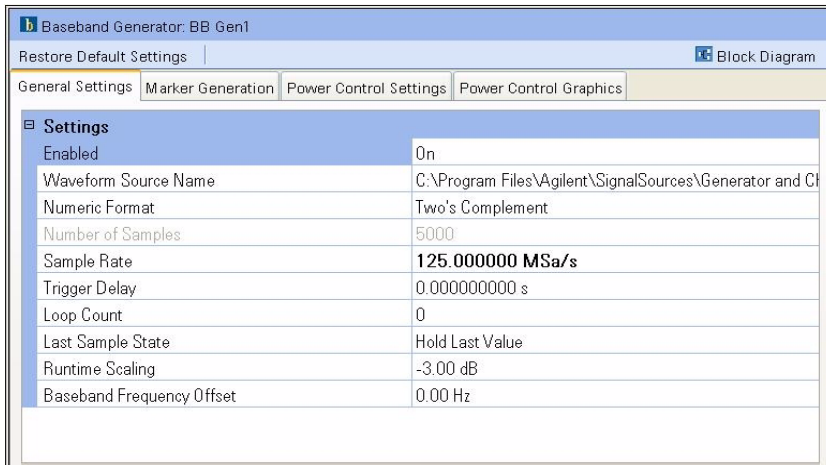 b Baseband Generator: BB Gen1
Restore Default Settings Block Diagram
General Settings Marker Generation Power Control Settings Power Control Graphics
Settings
Enabled On
Waveform Source Name C:\Program Files\Agilent\SignalSources\Generator and
Numeric Format Two's Complement
Number of Samples 5000
Sample Rate 125.000000 MSa/s
Trigger Delay 0.000000000 s
Loop Count 0
Last Sample State Hold Last Value
Runtime Scaling -3.00 dB
Baseband Frequency Offset 0.00 Hz